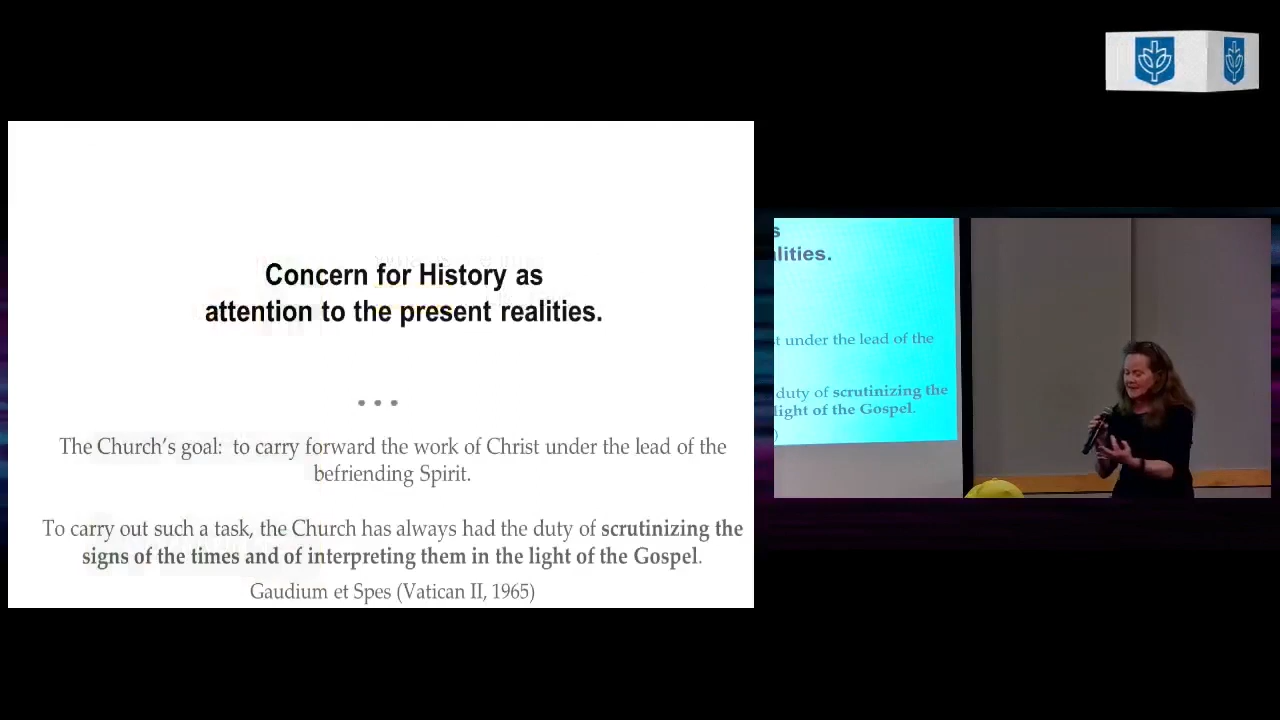 Concern for History as
attention to the present realities.
• • •
The Church's goal: to carry forward the work of Christ under the lead of the
befriending Spirit.
To carry out such a task, the Church has always had the duty of scrutinizing the
signs of the times and of interpreting them in the light of the Gospel.
Gaudium et Spes (Vatican II, 1965)
s
alities.
t under the lead of the
duty of scrutinizing the
light of the Gospel.
)